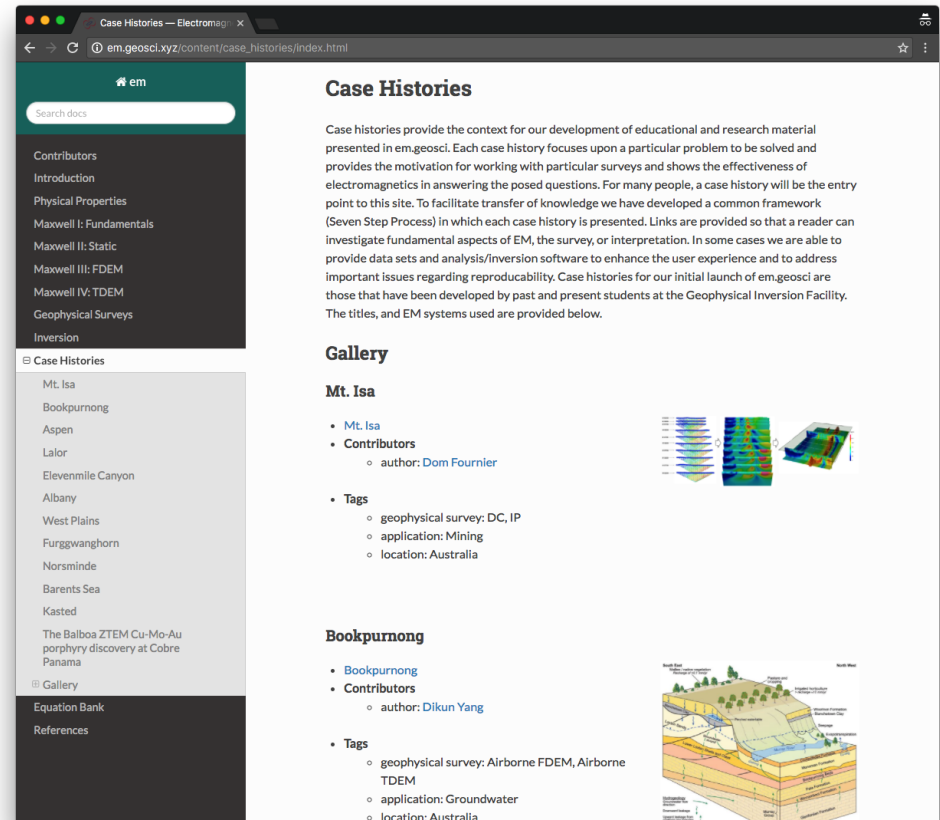 Case Histories — Electromagn
em.geosci.xyz/content/case_histories/index.html
em
Search docs
Contributors
Introduction
Physical Properties
Maxwell I: Fundamentals
Maxwell II: Static
Maxwell III: FDEM
Maxwell IV: TDEM
Geophysical Surveys
Inversion
Case Histories
Mt. Isa
Bookpurnong
Aspen
Lalor
Elevenmile Canyon
Albany
West Plains
Furggwanghorn
Norsminde
Barents Sea
Kasted
The Balboa ZTEM Cu-Mo-Au
porphyry discovery at Cobre
Panama
Gallery
Equation Bank
References
Case Histories
Case histories provide the context for our development of educational and research material
presented in em.geosci. Each case history focuses upon a particular problem to be solved and
provides the motivation for working with particular surveys and shows the effectiveness of
electromagnetics in answering the posed questions. For many people, a case history will be the entry
point to this site. To facilitate transfer of knowledge we have developed a common framework
(Seven Step Process) in which each case history is presented. Links are provided so that a reader can
investigate fundamental aspects of EM, the survey, or interpretation. In some cases we are able to
provide data sets and analysis/inversion software to enhance the user experience and to address
important issues regarding reproducability. Case histories for our initial launch of em.geosci are
those that have been developed by past and present students at the Geophysical Inversion Facility.
The titles, and EM systems used are provided below.
Gallery
Mt. Isa
Mt. Isa
Contributors
author: Dom Fournier
Tags
geophysical survey: DC, IP
application: Mining
location: Australia
Bookpurnong
Bookpurnong
Contributors
author: Dikun Yang
Tags
geophysical survey: Airborne FDEM, Airborne
TDEM
application: Groundwater
location: Australia
South East
North West